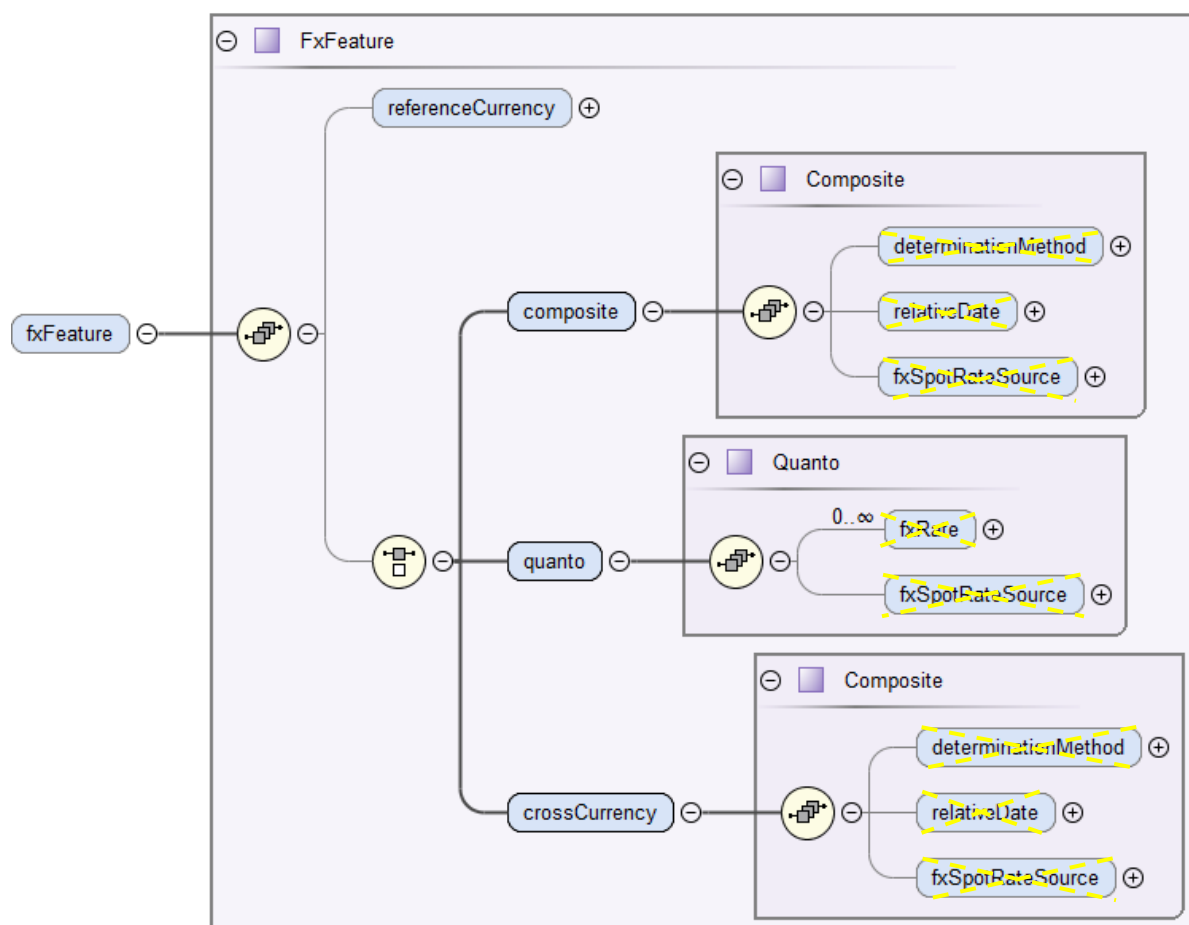 FxFeature
referenceCurrency
Composite
determinationMethod
relativeDate
fxSpotRateSource
fxFeature
composite
Quanto
0..∞
fxRate
fxSpotRateSource
quanto
Composite
determinationMethod
relativeDate
fxSpotRateSource
crossCurrency